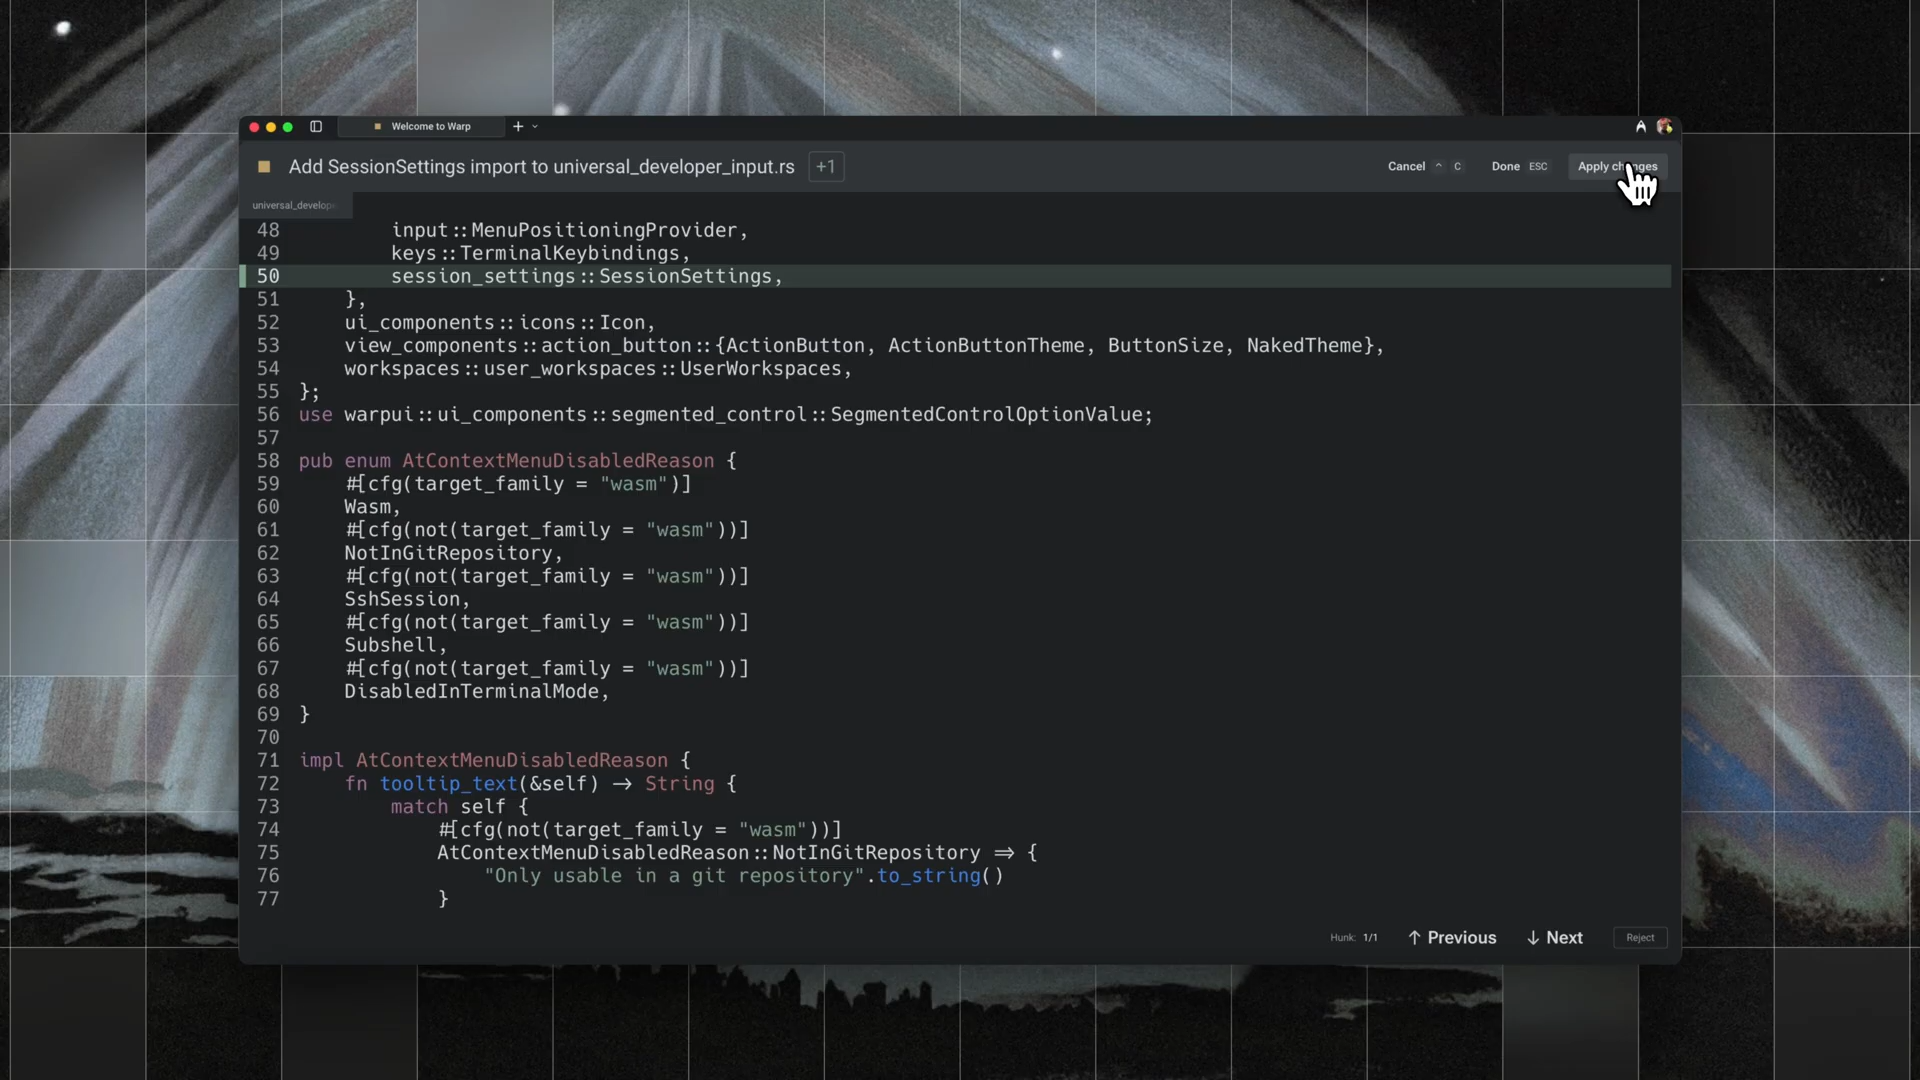 Welcome to Warp
Add SessionSettings import to universal_developer_input.rs +1
Cancel ^ C Done ESC Apply changes
universal_develope
48 input::MenuPositioningProvider,
49 keys::TerminalKeybindings,
50 session_settings::SessionSettings,
51 },
52 ui_components::icons::Icon,
53 view_components::action_button::{ActionButton, ActionButtonTheme, ButtonSize, NakedTheme},
54 workspaces::user_workspaces::UserWorkspaces,
55 };
56 use warpui::ui_components::segmented_control::SegmentedControlOptionValue;
57
58 pub enum AtContextMenuDisabledReason {
59 #[cfg(target_family = "wasm")]
60 Wasm,
61 #[cfg(not(target_family = "wasm"))]
62 NotInGitRepository,
63 #[cfg(not(target_family = "wasm"))]
64 SshSession,
65 #[cfg(not(target_family = "wasm"))]
66 Subshell,
67 #[cfg(not(target_family = "wasm"))]
68 DisabledInTerminalMode,
69 }
70
71 impl AtContextMenuDisabledReason {
72 fn tooltip_text(&self) -> String {
73 match self {
74 #[cfg(not(target_family = "wasm"))]
75 AtContextMenuDisabledReason::NotInGitRepository => {
76 "Only usable in a git repository".to_string()
77 }
Hunk: 1/1 ↑ Previous ↓ Next Reject